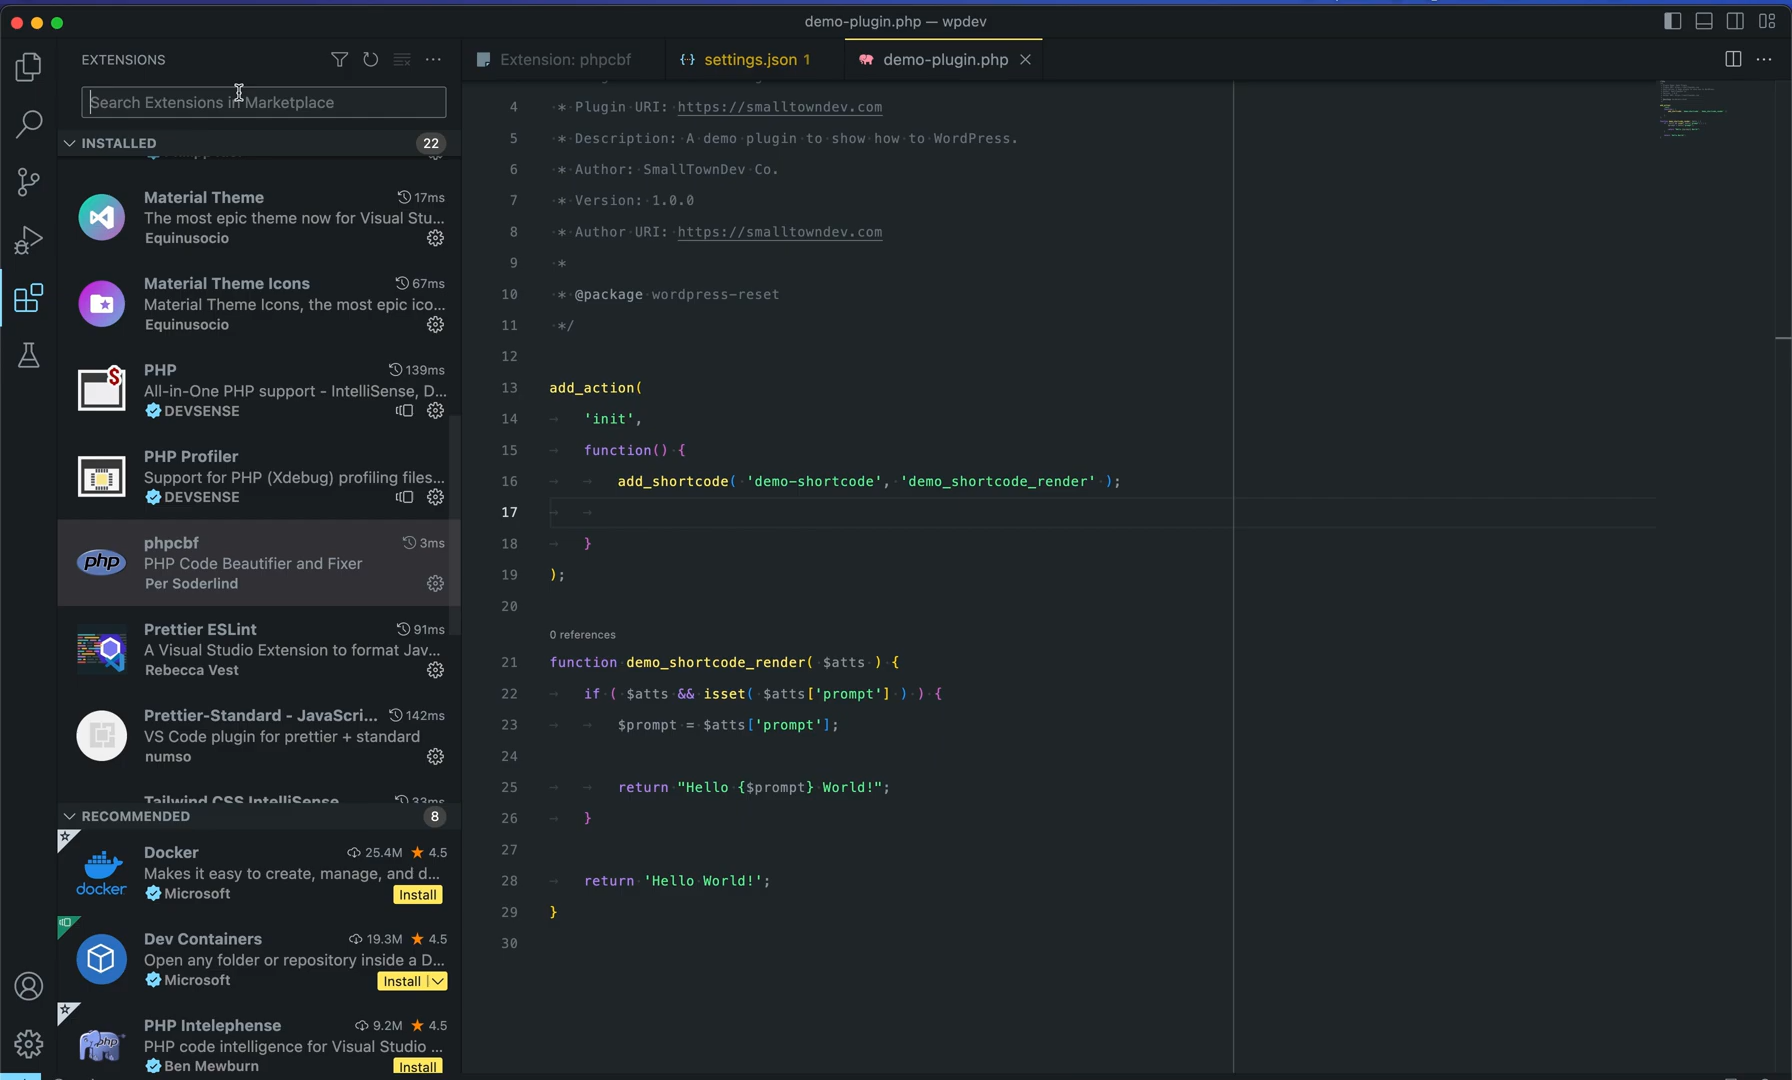 demo-plugin.php — wpdev
EXTENSIONS
Search Extensions in Marketplace
INSTALLED 22
Material Theme 17ms
The most epic theme now for Visual Stu...
Equinusocio
Material Theme Icons 67ms
Material Theme Icons, the most epic ico...
Equinusocio
PHP 139ms
All-in-One PHP support - IntelliSense, D...
DEVSENSE
PHP Profiler
Support for PHP (Xdebug) profiling files...
DEVSENSE
php
phpcbf 3ms
PHP Code Beautifier and Fixer
Per Soderlind
Prettier ESLint 91ms
A Visual Studio Extension to format Jav...
Rebecca Vest
Prettier-Standard - JavaScri... 142ms
VS Code plugin for prettier + standard
numso
Tailwind CSS IntelliSense 33ms
RECOMMENDED 8
Docker 25.4M ★ 4.5
Makes it easy to create, manage, and d...
docker
Microsoft Install
Dev Containers 19.3M ★ 4.5
Open any folder or repository inside a D...
Microsoft Install
PHP Intelephense 9.2M ★ 4.5
PHP code intelligence for Visual Studio ...
php
Ben Mewburn Install
Extension: phpcbf
{} settings.json 1
demo-plugin.php
4 * Plugin URI: https://smalltowndev.com
5 * Description: A demo plugin to show how to WordPress.
6 * Author: SmallTownDev Co.
7 * Version: 1.0.0
8 * Author URI: https://smalltowndev.com
9 *
10 * @package wordpress-reset
11 */
12
13 add_action(
14 'init',
15 function() {
16 add_shortcode( 'demo-shortcode', 'demo_shortcode_render' );
17
18 }
19 );
20
0 references
21 function demo_shortcode_render( $atts ) {
22 if ( $atts && isset( $atts['prompt'] ) ) {
23 $prompt = $atts['prompt'];
24
25 return "Hello {$prompt} World!";
26 }
27
28 return 'Hello World!';
29 }
30